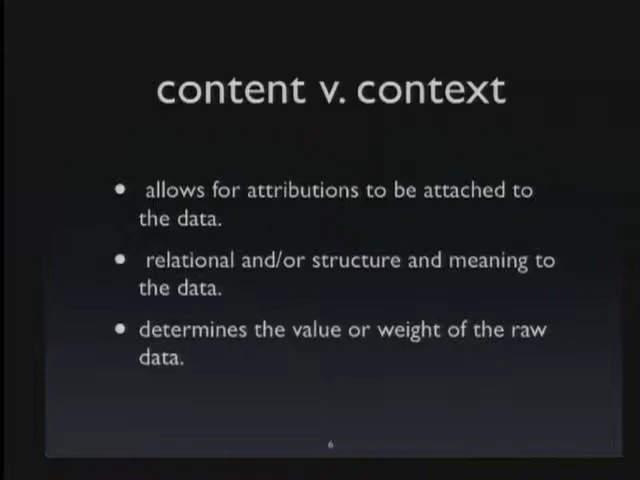 content v. context
• allows for attributions to be attached to
the data.
• relational and/or structure and meaning to
the data.
• determines the value or weight of the raw
data.
6